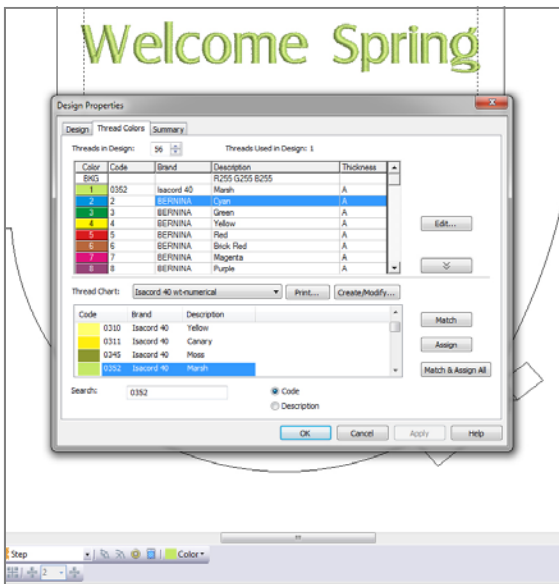 Welcome Spring
Design Properties
Design Thread Colors Summary
Threads in Design: 56 Threads Used in Design: 1
Color Code Brand Description Thickness
BKG R255 G255 B255
1 0352 Isacord 40 Marsh A
2 2 BERNINA Cyan A
3 3 BERNINA Green A
4 4 BERNINA Yellow A
5 5 BERNINA Red A
6 6 BERNINA Brick Red A
7 7 BERNINA Magenta A
8 8 BERNINA Purple A
Edit...
Thread Chart: Isacord 40 wt-numerical Print... Create/Modify...
Code Brand Description
0310 Isacord 40 Yellow
0311 Isacord 40 Canary
0345 Isacord 40 Moss
0352 Isacord 40 Marsh
Match
Assign
Match & Assign All
Search: 0352 Code
Description
OK Cancel Apply Help
Step Color
2